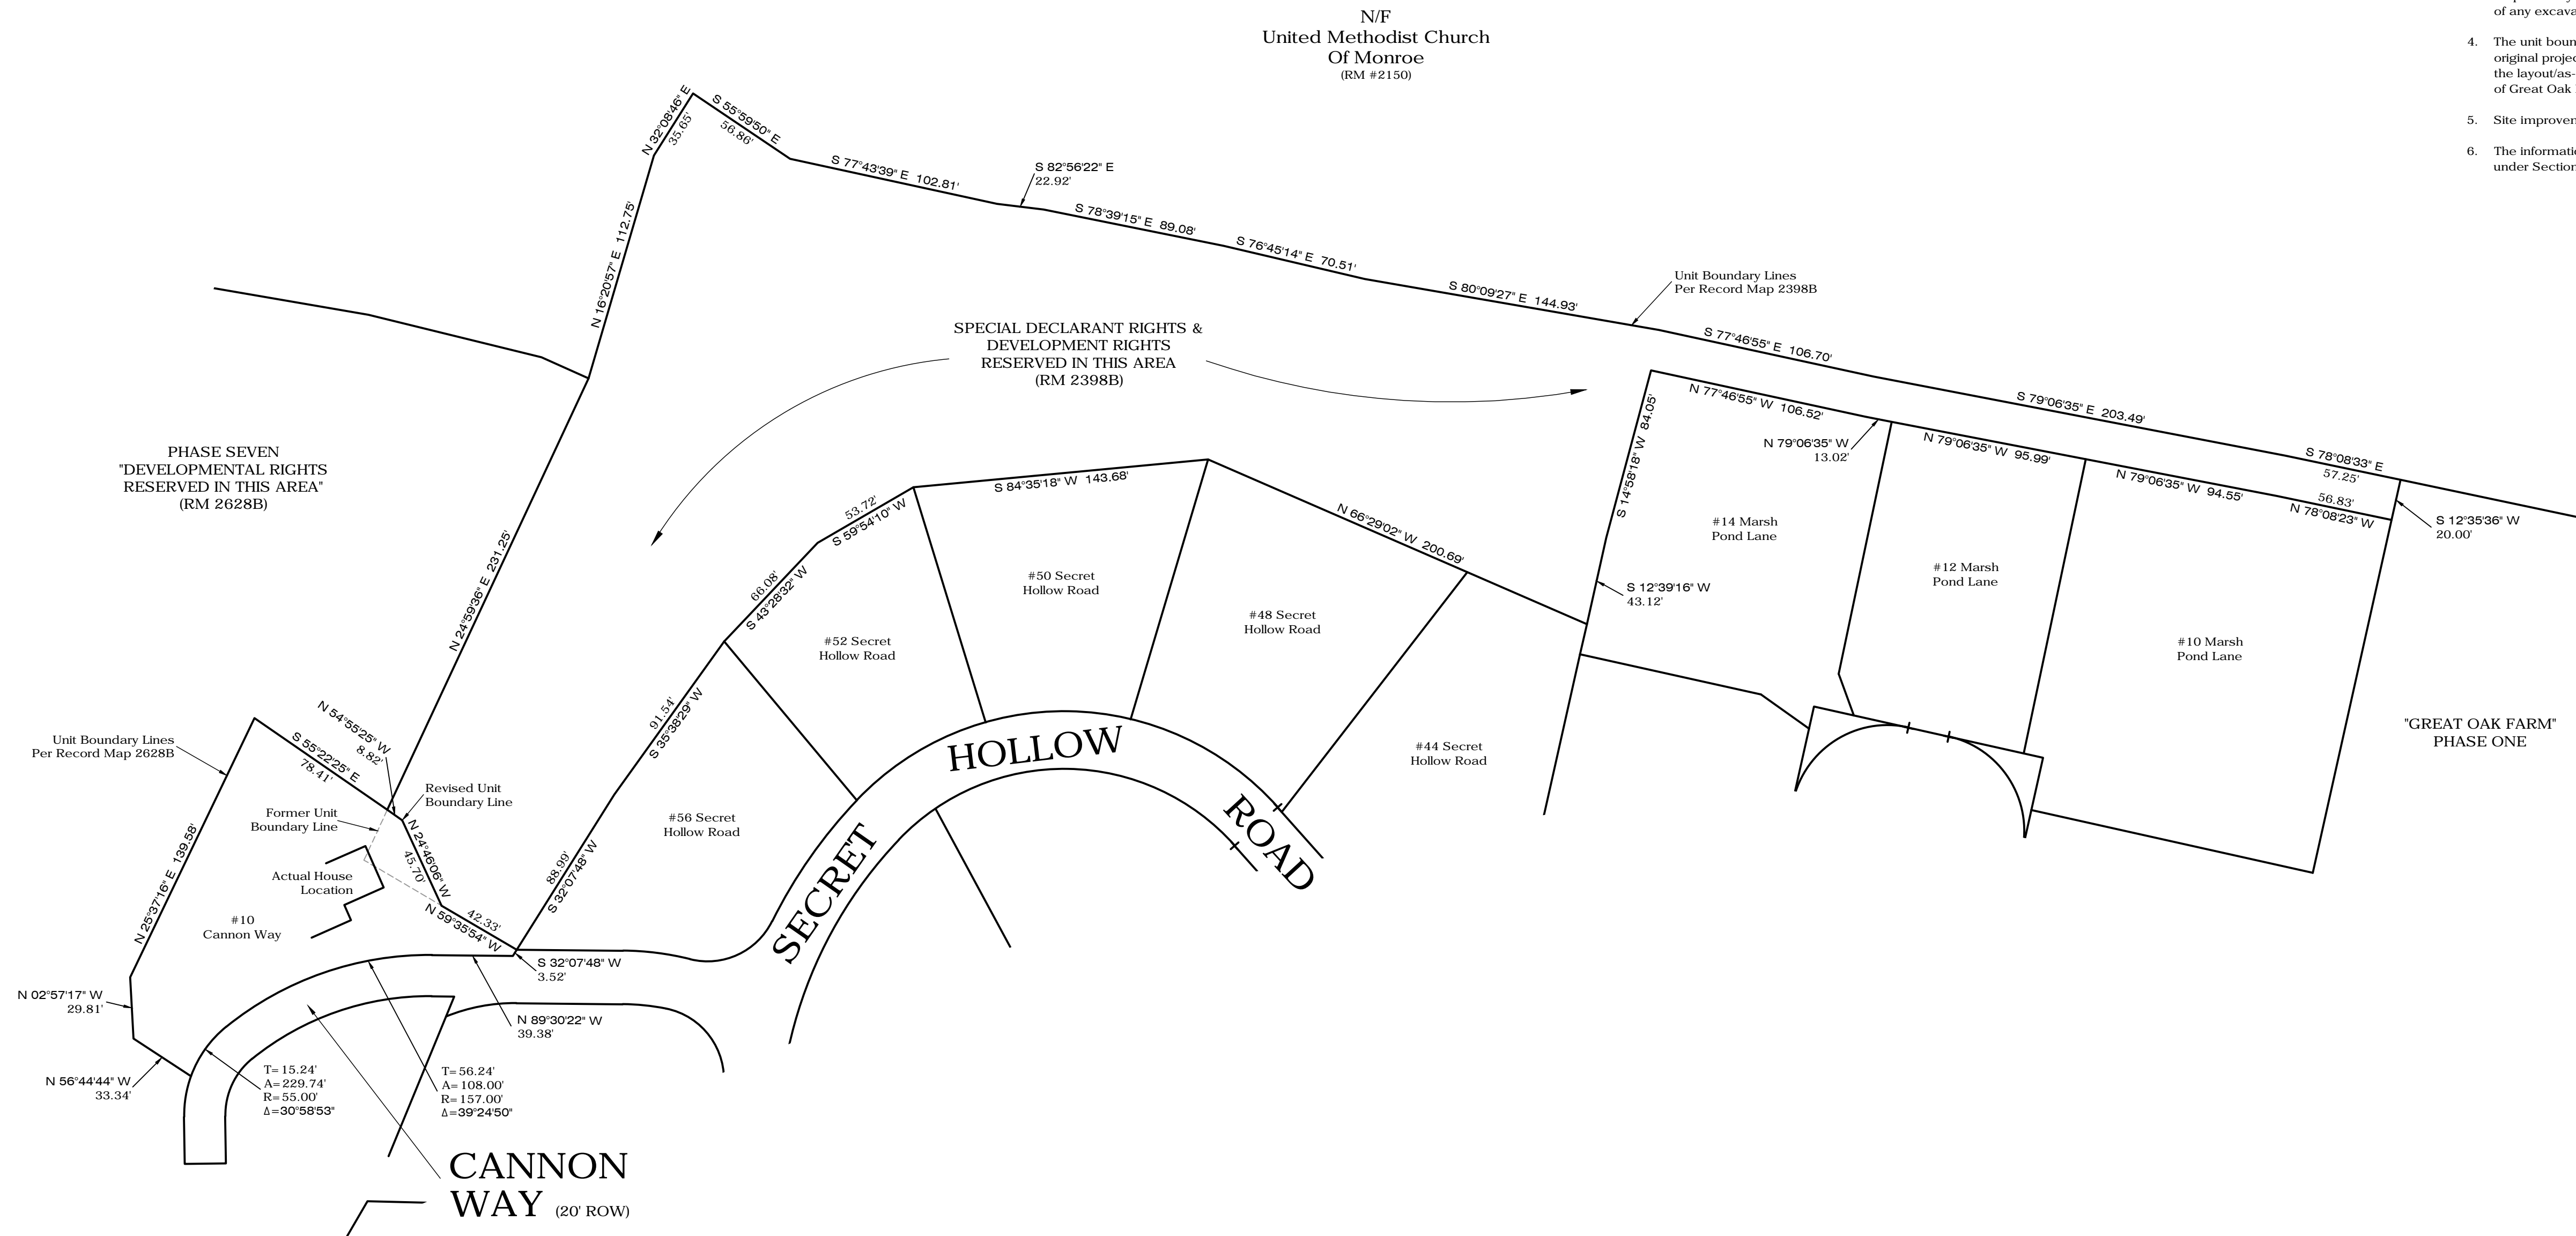 N/F
United Methodist Church
Of Monroe
(RM #2150)
of any excava
4. The unit boun
original projec
the layout/as-
of Great Oak
5. Site improven
6. The informatio
under Section
N 32°08'46" E
35.65'
S 55°59'50" E
56.86'
S 77°43'39" E 102.81'
S 82°56'22" E
22.92'
S 78°39'15" E 89.08'
S 76°45'14" E 70.51'
S 80°09'27" E 144.93'
Unit Boundary Lines
Per Record Map 2398B
S 77°46'55" E 106.70'
S 79°06'35" E 203.49'
S 78°08'33" E
57.25'
N 16°20'57" E 112.75'
SPECIAL DECLARANT RIGHTS &
DEVELOPMENT RIGHTS
RESERVED IN THIS AREA
(RM 2398B)
N 77°46'55" W 106.52'
N 79°06'35" W
13.02'
N 79°06'35" W 95.99'
N 79°06'35" W 94.55'
56.83'
N 78°08'23" W
S 12°35'36" W
20.00'
S 14°58'18" W 84.05'
PHASE SEVEN
"DEVELOPMENTAL RIGHTS
RESERVED IN THIS AREA"
(RM 2628B)
N 24°59'36" E 231.25'
53.72'
S 59°54'10" W
S 84°35'18" W 143.68'
N 66°29'02" W 200.69'
66.08'
S 43°28'32" W
#14 Marsh
Pond Lane
#12 Marsh
Pond Lane
#10 Marsh
Pond Lane
S 12°39'16" W
43.12'
#50 Secret
Hollow Road
#48 Secret
Hollow Road
#52 Secret
Hollow Road
#44 Secret
Hollow Road
"GREAT OAK FARM"
PHASE ONE
91.54'
S 35°38'29" W
Unit Boundary Lines
Per Record Map 2628B
N 54°55'25" W
8.82'
S 55°22'25" E
78.41'
Revised Unit
Boundary Line
Former Unit
Boundary Line
#56 Secret
Hollow Road
N 24°46'06" W
45.70'
88.99'
S 32°07'48" W
N 25°37'16" E 139.58'
Actual House
Location
#10
Cannon Way
42.33'
N 59°35'54" W
SECRET
HOLLOW
ROAD
S 32°07'48" W
3.52'
N 02°57'17" W
29.81'
N 89°30'22" W
39.38'
N 56°44'44" W
33.34'
T=15.24'
A=229.74'
R=55.00'
Δ=30°58'53"
T=56.24'
A=108.00'
R=157.00'
Δ=39°24'50"
CANNON
WAY (20' ROW)